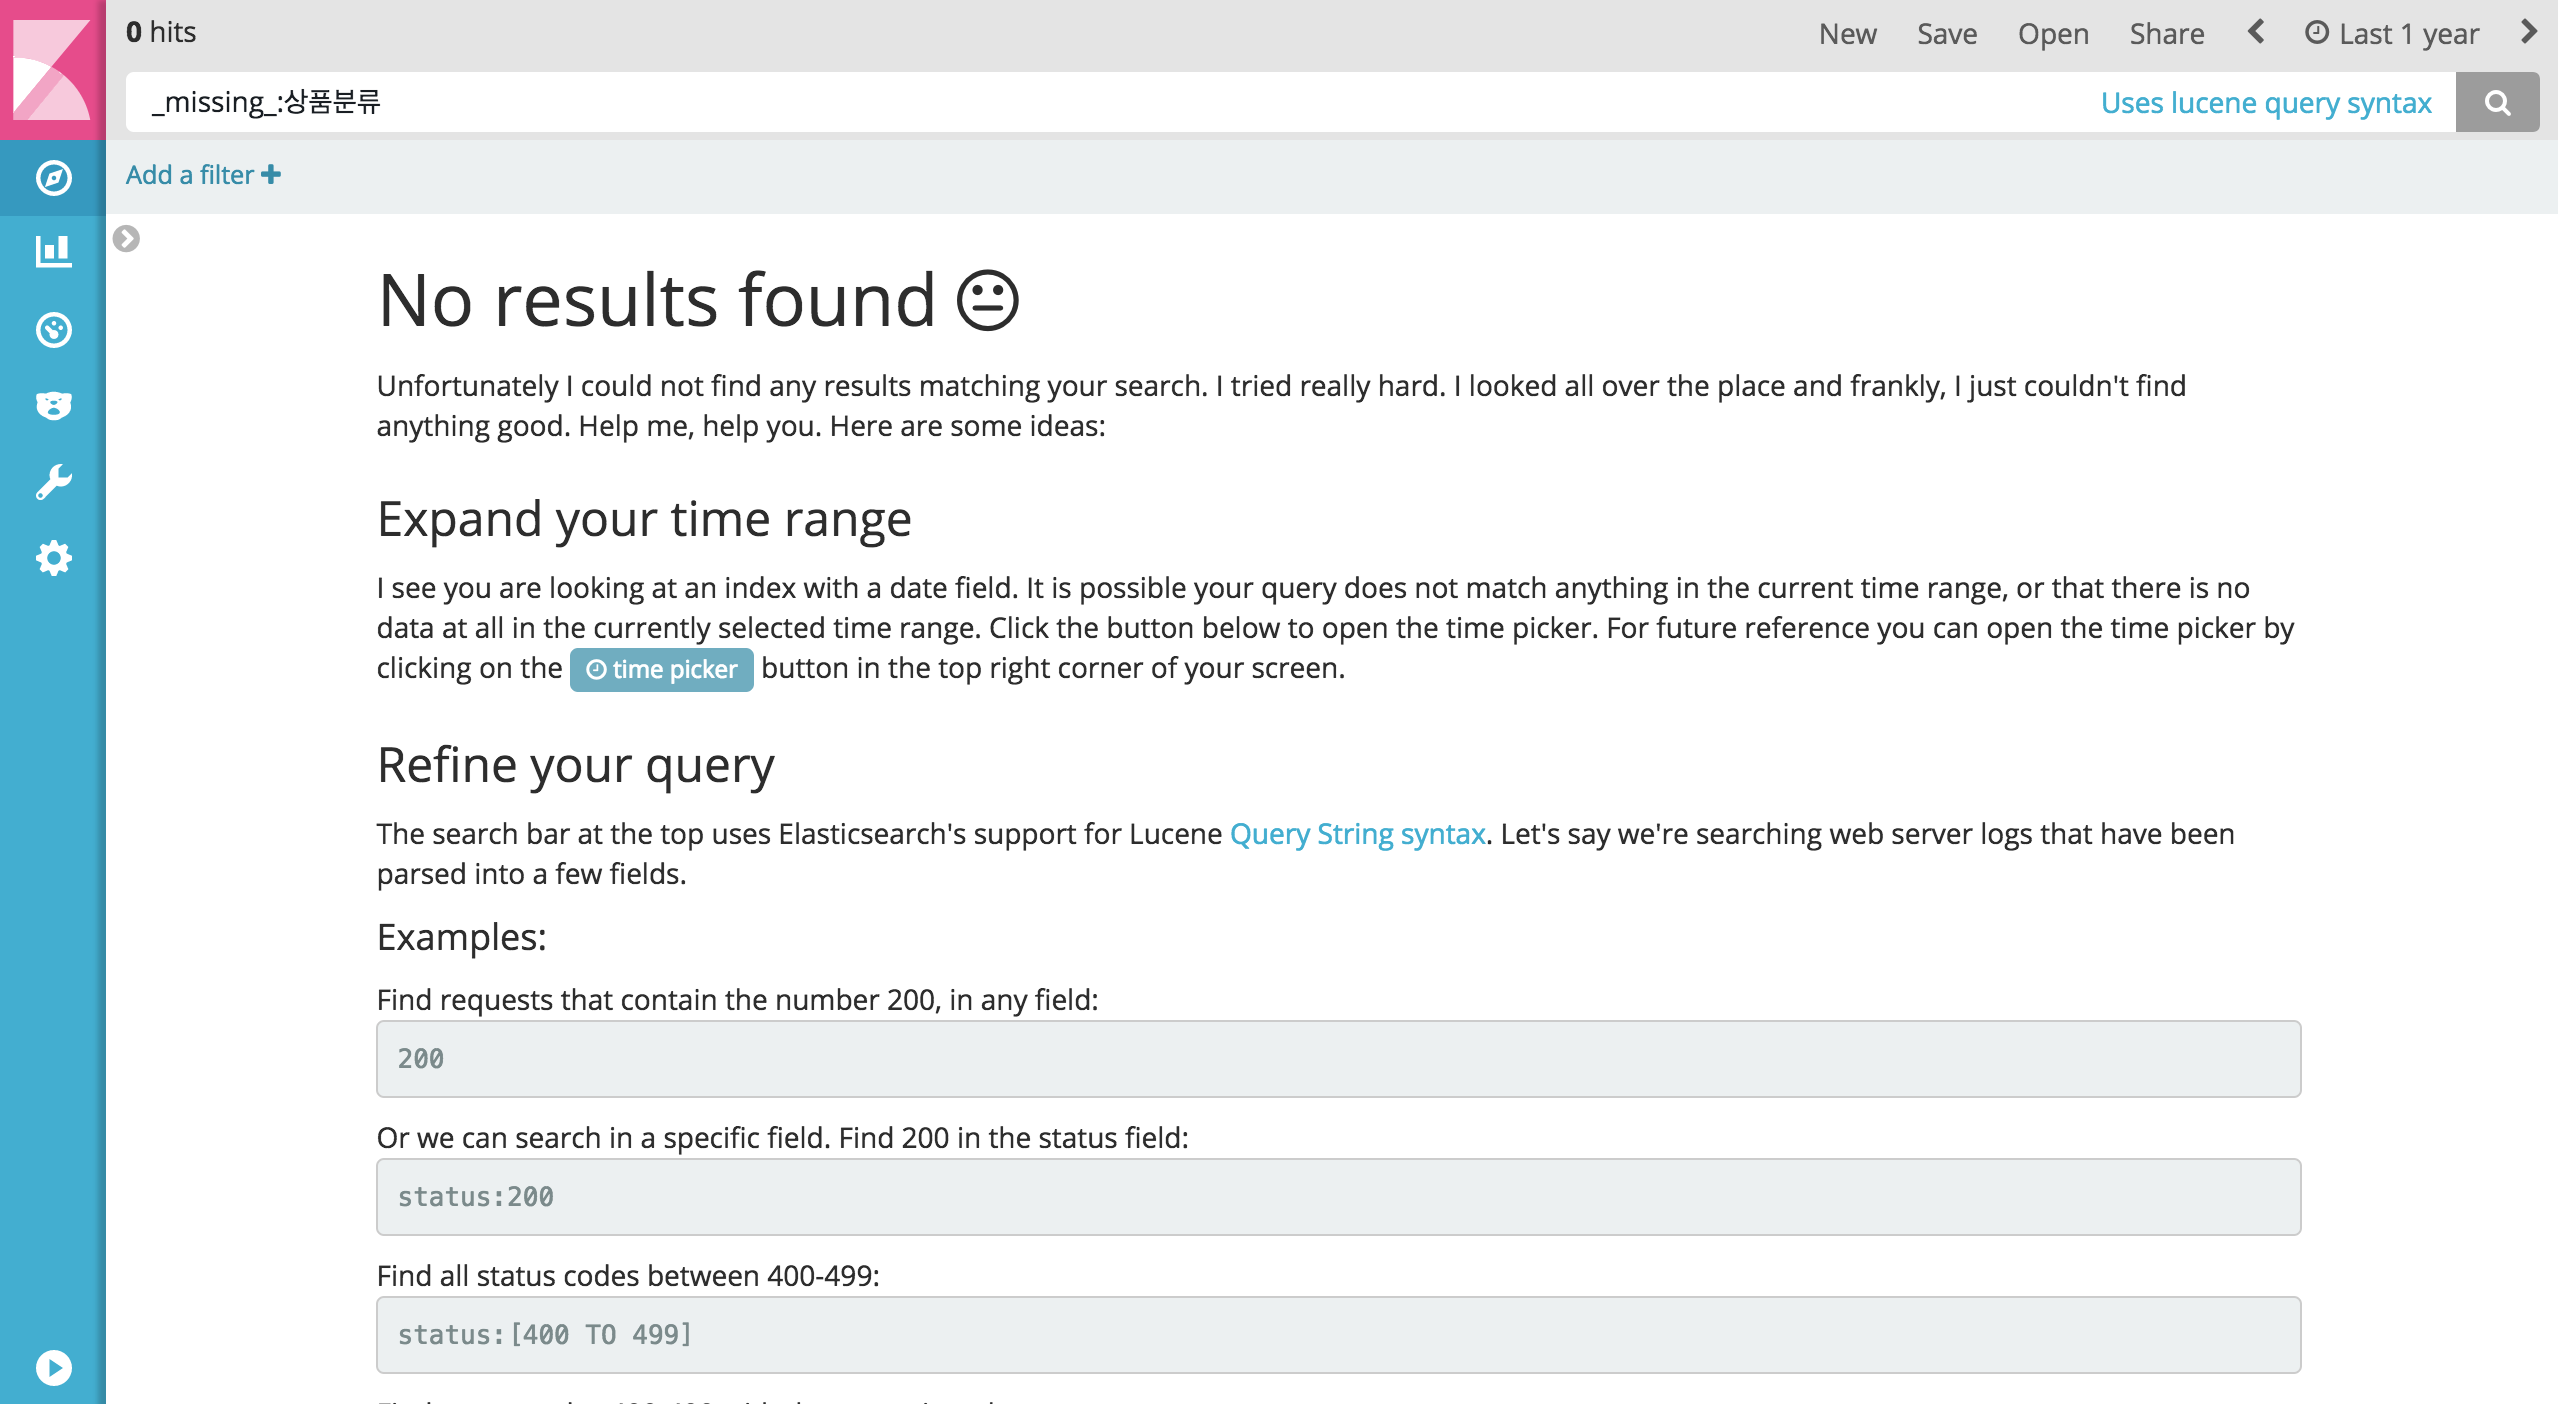 0 hits
New Save Open Share Last 1 year
_missing_:상품분류
Uses lucene query syntax
Add a filter
No results found
Unfortunately I could not find any results matching your search. I tried really hard. I looked all over the place and frankly, I just couldn't find
anything good. Help me, help you. Here are some ideas:
Expand your time range
I see you are looking at an index with a date field. It is possible your query does not match anything in the current time range, or that there is no
data at all in the currently selected time range. Click the button below to open the time picker. For future reference you can open the time picker by
clicking on the time picker button in the top right corner of your screen.
Refine your query
The search bar at the top uses Elasticsearch's support for Lucene Query String syntax. Let's say we're searching web server logs that have been
parsed into a few fields.
Examples:
Find requests that contain the number 200, in any field:
200
Or we can search in a specific field. Find 200 in the status field:
status:200
Find all status codes between 400-499:
status:[400 TO 499]